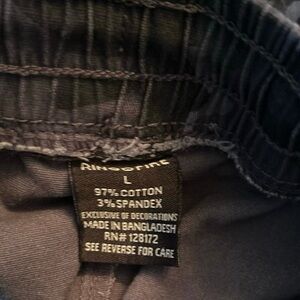 L
97% COTTON
3% SPANDEX
EXCLUSIVE OF DECORATIONS
MADE IN BANGLADESH
RN# 128172
SEE REVERSE FOR CARE